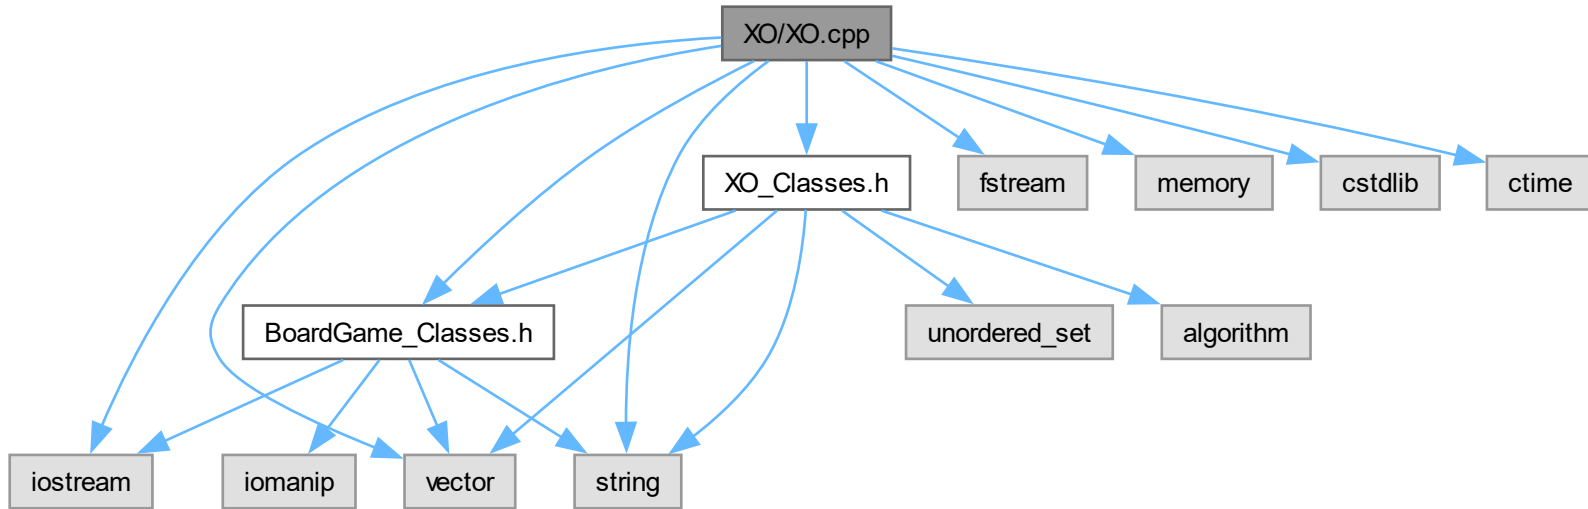 XO/XO.cpp
XO_Classes.h
fstream
memory
cstdlib
ctime
BoardGame_Classes.h
unordered_set
algorithm
iostream
iomanip
vector
string